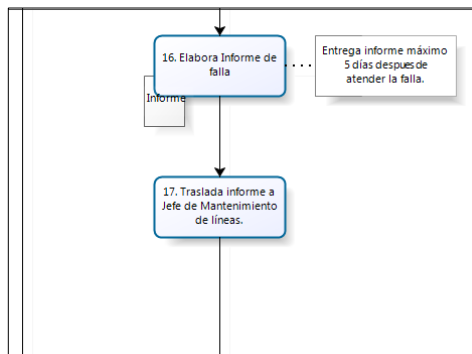 16. Elabora Informe de
falla
Entrega informe máximo
5 días despues de
atender la falla.
Informe
17. Traslada informe a
Jefe de Mantenimiento
de líneas.